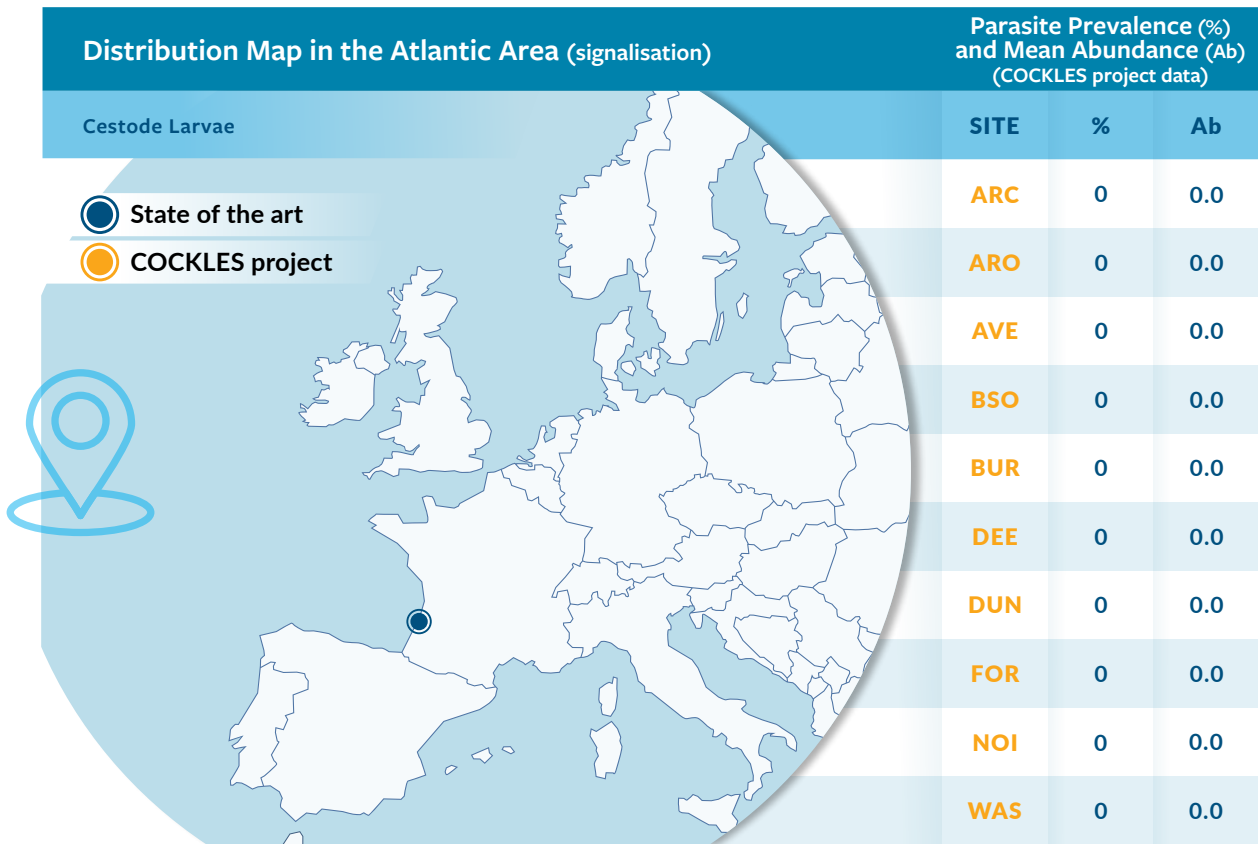 Distribution Map in the Atlantic Area (signalisation)
Parasite Prevalence (%)
and Mean Abundance (Ab)
(COCKLES project data)
Cestode Larvae
SITE % Ab
State of the art
COCKLES project
ARC 0 0.0
ARO 0 0.0
AVE 0 0.0
BSO 0 0.0
BUR 0 0.0
DEE 0 0.0
DUN 0 0.0
FOR 0 0.0
NOI 0 0.0
WAS 0 0.0